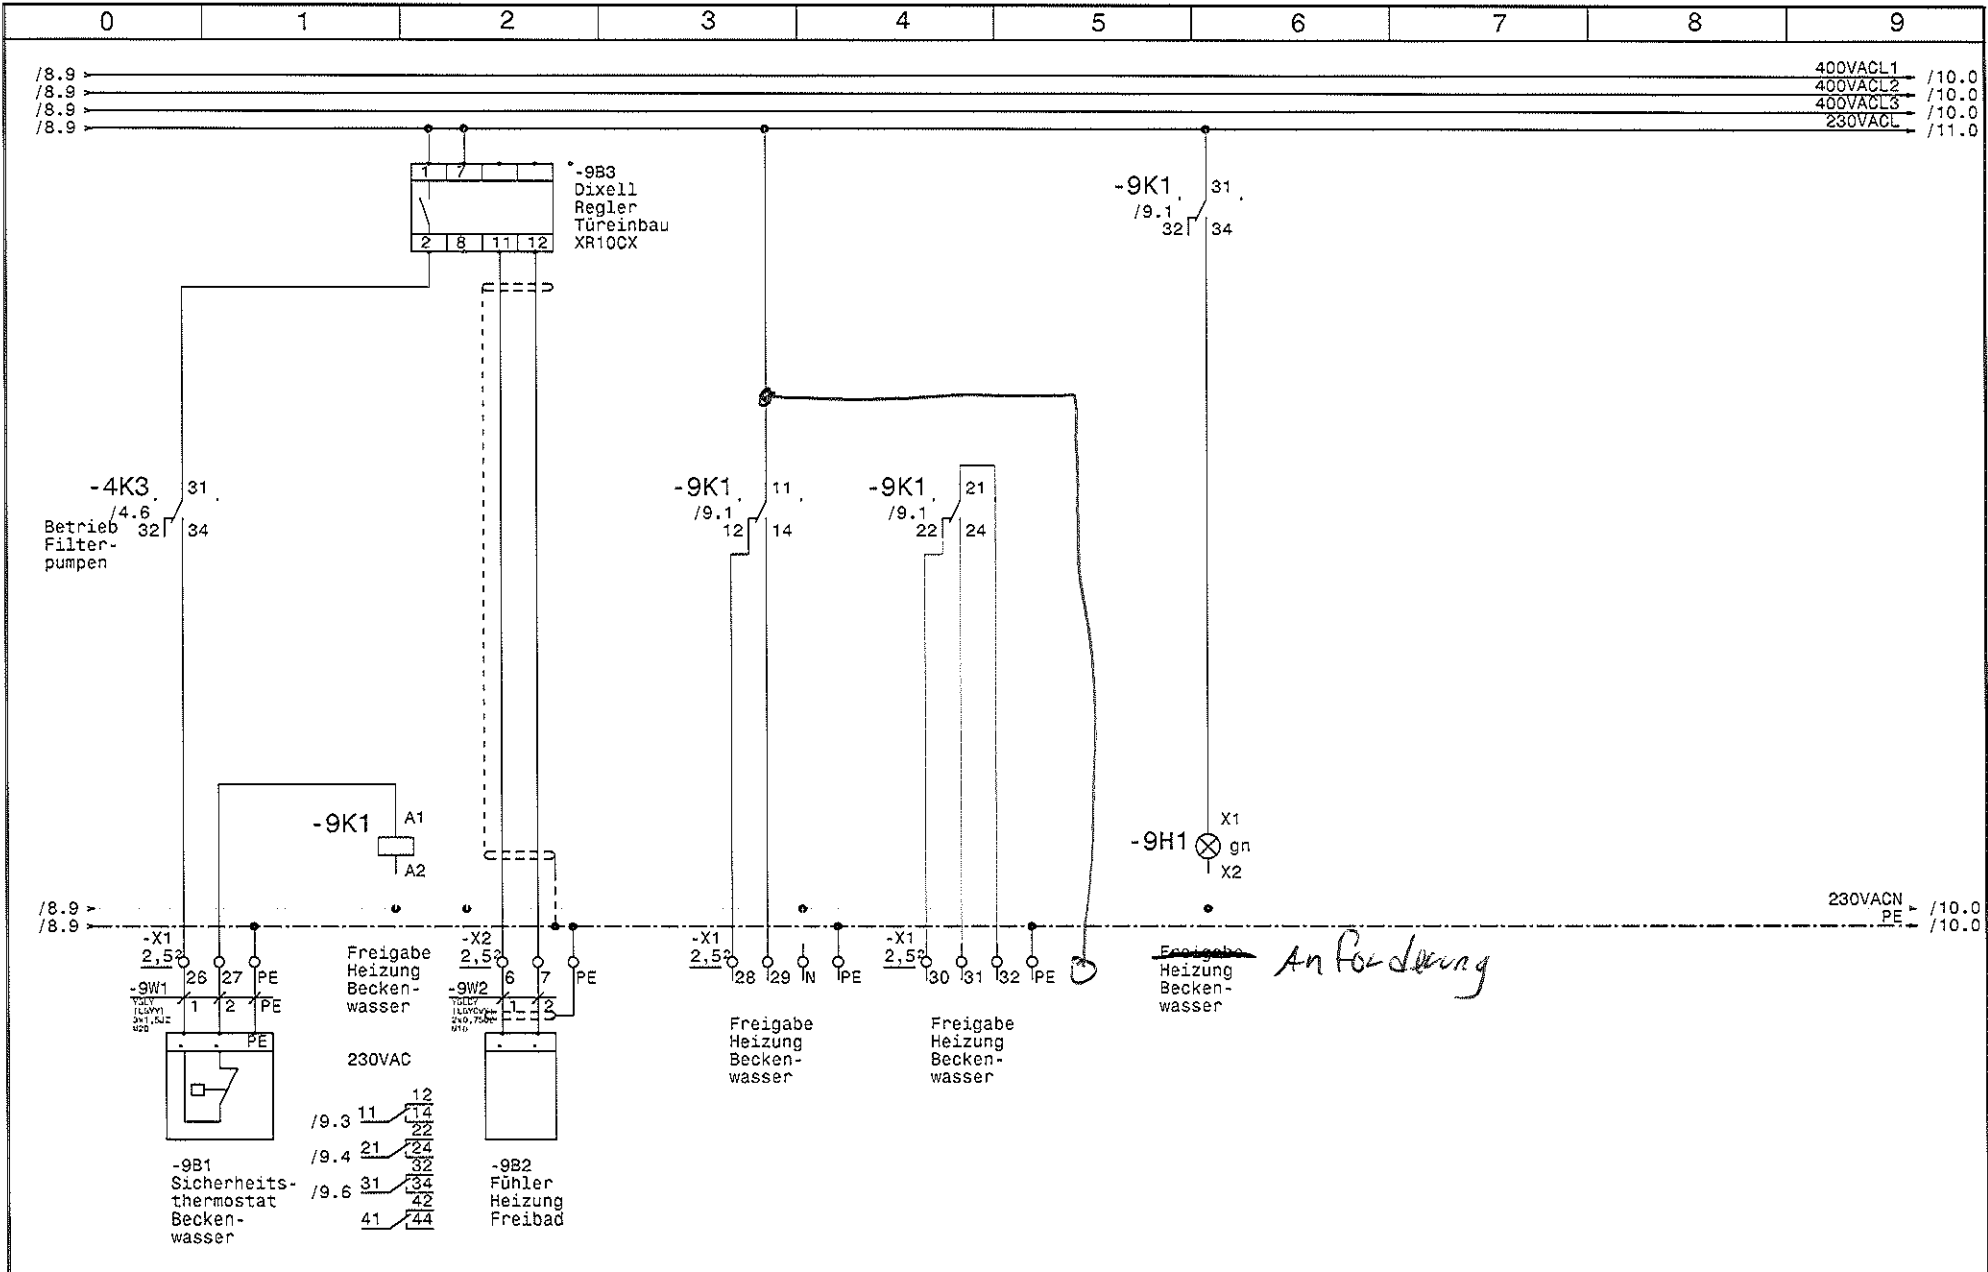 0 1 2 3 4 5 6 7 8 9
/8.9 400VACL1 /10.0
/8.9 400VACL2 /10.0
/8.9 400VACL3 /10.0
/8.9 230VACL /11.0
1 7
2 8 11 12
-9B3
Dixell
Regler
Türeinbau
XR10CX
-9K1 31
/9.1
32 34
-4K3 31
/4.6
32 34
Betrieb
Filter-
pumpen
-9K1 11
/9.1
12 14
-9K1 21
/9.1
22 24
-9K1 A1
A2
-9H1 X1
gn
X2
/8.9 230VACN /10.0
/8.9 PE /10.0
-X1
2,5²
26 27 PE
-9W1
1 2 PE
PE
Freigabe
Heizung
Becken-
wasser
230VAC
-X2
2,5²
6 7 PE
-9W2
1 2
-X1
2,5²
28 29 N PE
Freigabe
Heizung
Becken-
wasser
-X1
2,5²
30 31 32 PE
Freigabe
Heizung
Becken-
wasser
Freigabe Anforderung
Heizung
Becken-
wasser
12
/9.3 11 14
22
/9.4 21 24
32
/9.6 31 34
42
41 44
-9B1
Sicherheits-
thermostat
Becken-
wasser
-9B2
Fühler
Heizung
Freibad